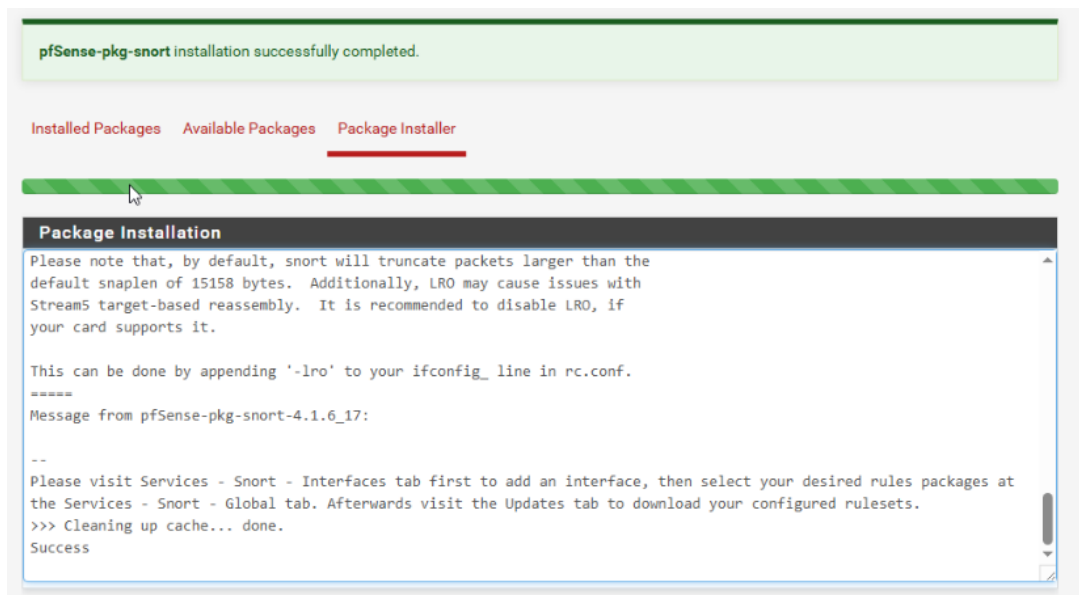 pfSense-pkg-snort installation successfully completed.
Installed Packages Available Packages Package Installer
Package Installation
Please note that, by default, snort will truncate packets larger than the
default snaplen of 15158 bytes.  Additionally, LRO may cause issues with
Stream5 target-based reassembly.  It is recommended to disable LRO, if
your card supports it.
This can be done by appending '-lro' to your ifconfig_ line in rc.conf.
=====
Message from pfSense-pkg-snort-4.1.6_17:
--
Please visit Services - Snort - Interfaces tab first to add an interface, then select your desired rules packages at
the Services - Snort - Global tab. Afterwards visit the Updates tab to download your configured rulesets.
>>> Cleaning up cache... done.
Success